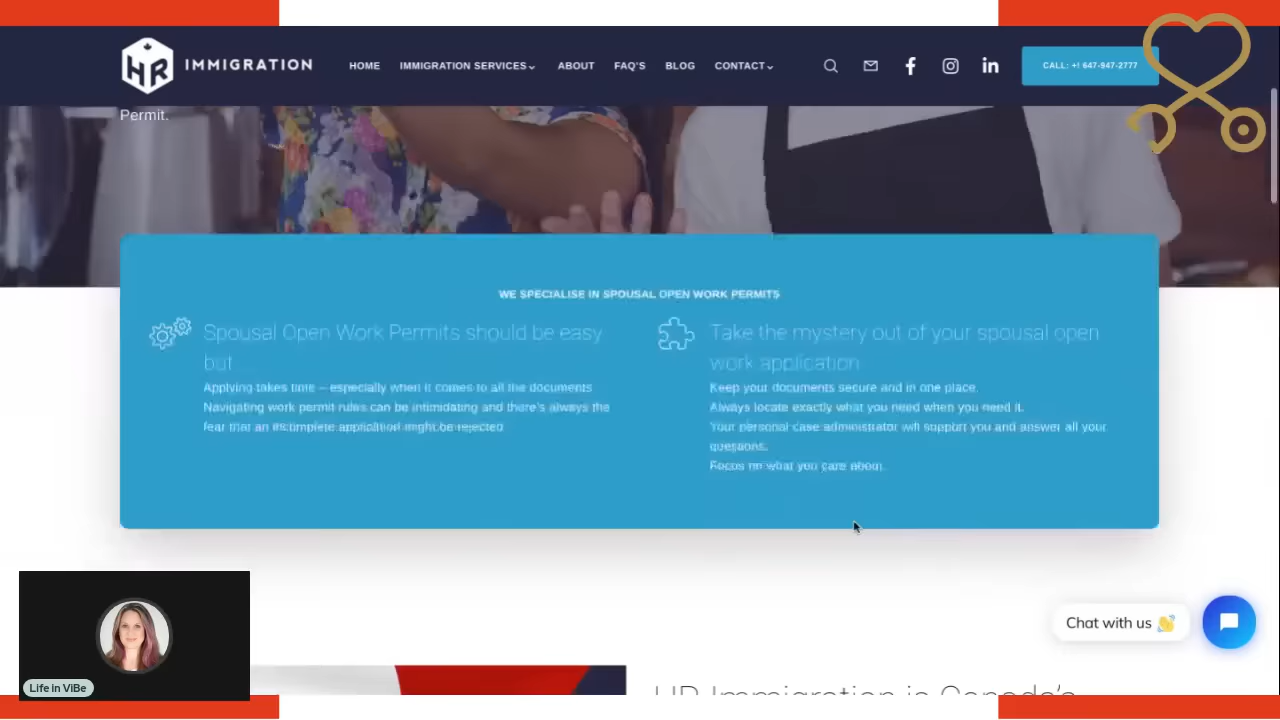 HR IMMIGRATION
HOME IMMIGRATION SERVICES ABOUT FAQ'S BLOG CONTACT
CALL: +! 647-947-2777
Permit.
WE SPECIALISE IN SPOUSAL OPEN WORK PERMITS
Spousal Open Work Permits should be easy
but...
Applying takes time – especially when it comes to all the documents
Navigating work permit rules can be intimidating and there's always the
fear that an incomplete application might be rejected
Take the mystery out of your spousal open
work application
Keep your documents secure and in one place.
Always locate exactly what you need when you need it.
Your personal case administrator will support you and answer all your
questions.
Focus on what you care about.
Chat with us 👋
Life in ViBe
HR Immigration is Canada's